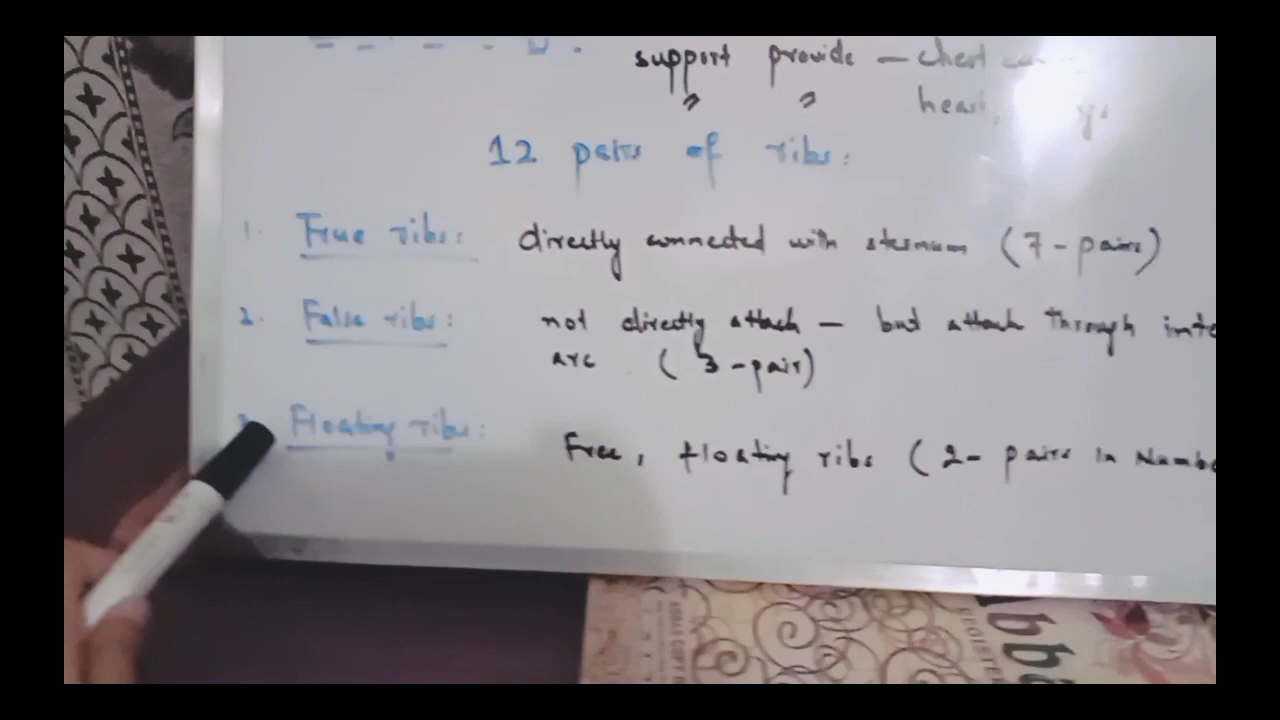 support provide — chest
heart,
12 pairs of ribs:
1. True ribs: directly connected with sternum (7-pairs)
2. False ribs: not directly attach — but attach through
arc (3-pair)
Floating ribs:
Free, floating ribs (2- pairs in
REGISTER